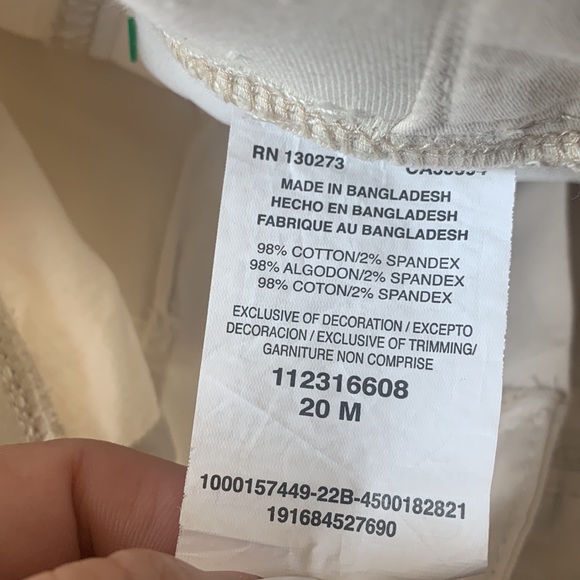 RN 130273
MADE IN BANGLADESH
HECHO EN BANGLADESH
FABRIQUE AU BANGLADESH
98% COTTON/2% SPANDEX
98% ALGODON/2% SPANDEX
98% COTON/2% SPANDEX
EXCLUSIVE OF DECORATION / EXCEPTO
DECORACION / EXCLUSIVE OF TRIMMING/
GARNITURE NON COMPRISE
112316608
20 M
1000157449-22B-4500182821
191684527690